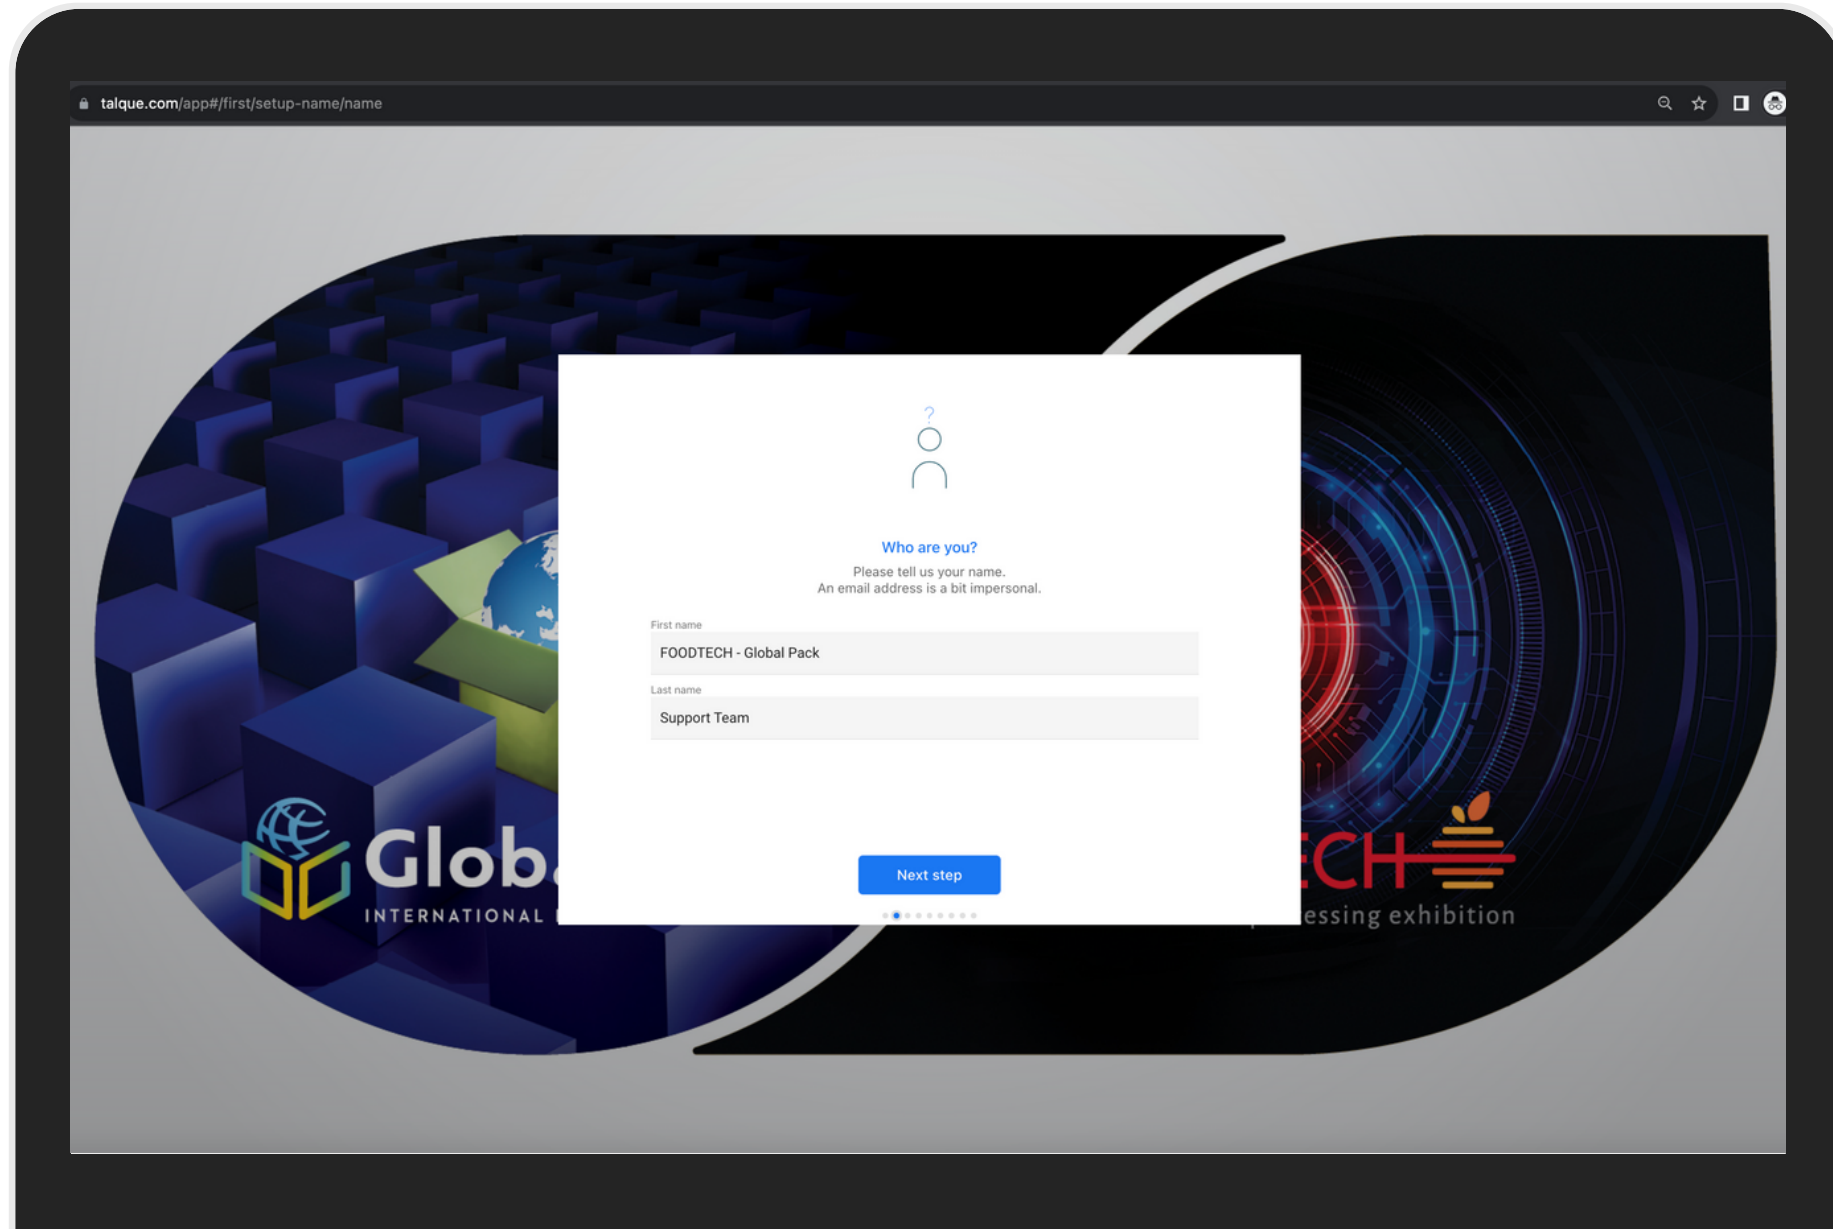 talque.com/app#/first/setup-name/name
?
Who are you?
Please tell us your name.
An email address is a bit impersonal.
First name
FOODTECH - Global Pack
Last name
Support Team
Next step
Glob
INTERNATIONAL
ECH
essing exhibition